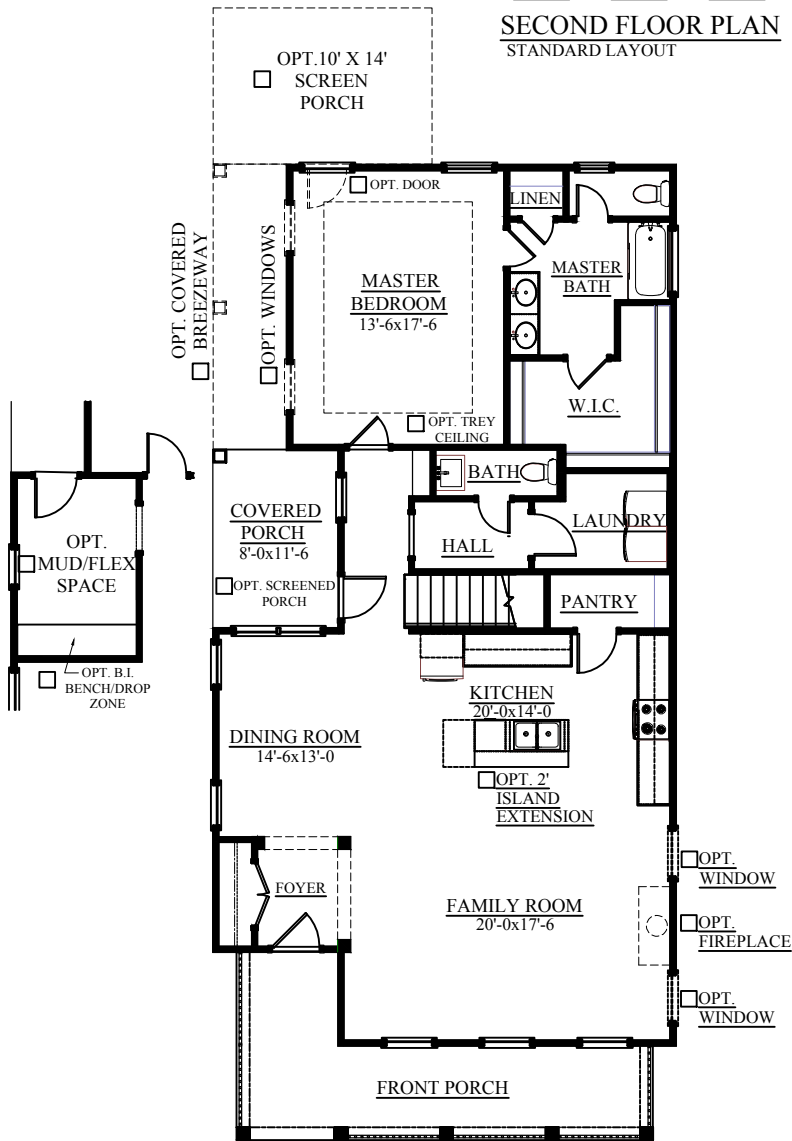 SECOND FLOOR PLAN
STANDARD LAYOUT
OPT.10' X 14'
SCREEN
PORCH
OPT. DOOR
LINEN
OPT. COVERED
BREEZEWAY
OPT. WINDOWS
MASTER
BEDROOM
13'-6x17'-6
MASTER
BATH
W.I.C.
OPT. TREY
CEILING
BATH
COVERED
PORCH
8'-0x11'-6
LAUNDRY
HALL
OPT.
MUD/FLEX
SPACE
OPT. SCREENED
PORCH
PANTRY
OPT. B.I.
BENCH/DROP
ZONE
KITCHEN
20'-0x14'-0
DINING ROOM
14'-6x13'-0
OPT. 2'
ISLAND
EXTENSION
OPT.
WINDOW
FOYER
FAMILY ROOM
20'-0x17'-6
OPT.
FIREPLACE
OPT.
WINDOW
FRONT PORCH